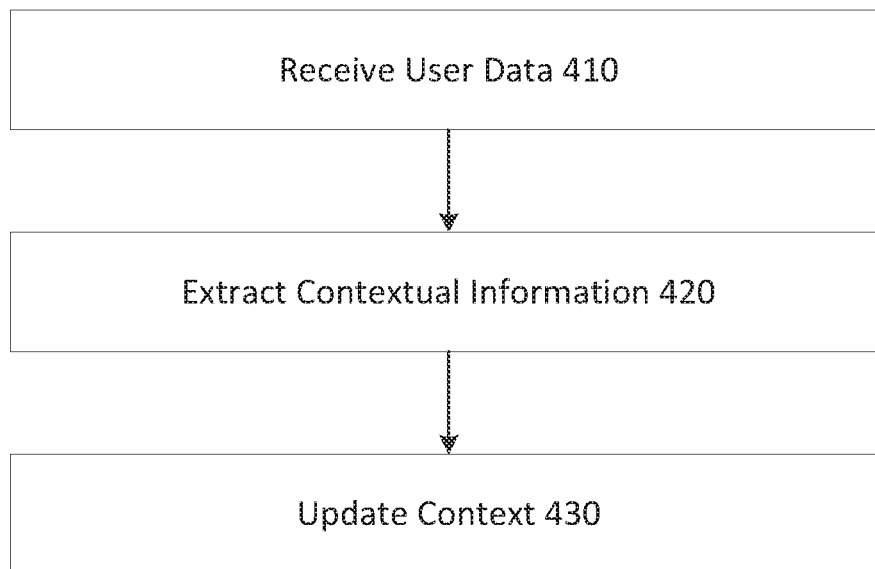 Receive User Data 410
Extract Contextual Information 420
Update Context 430